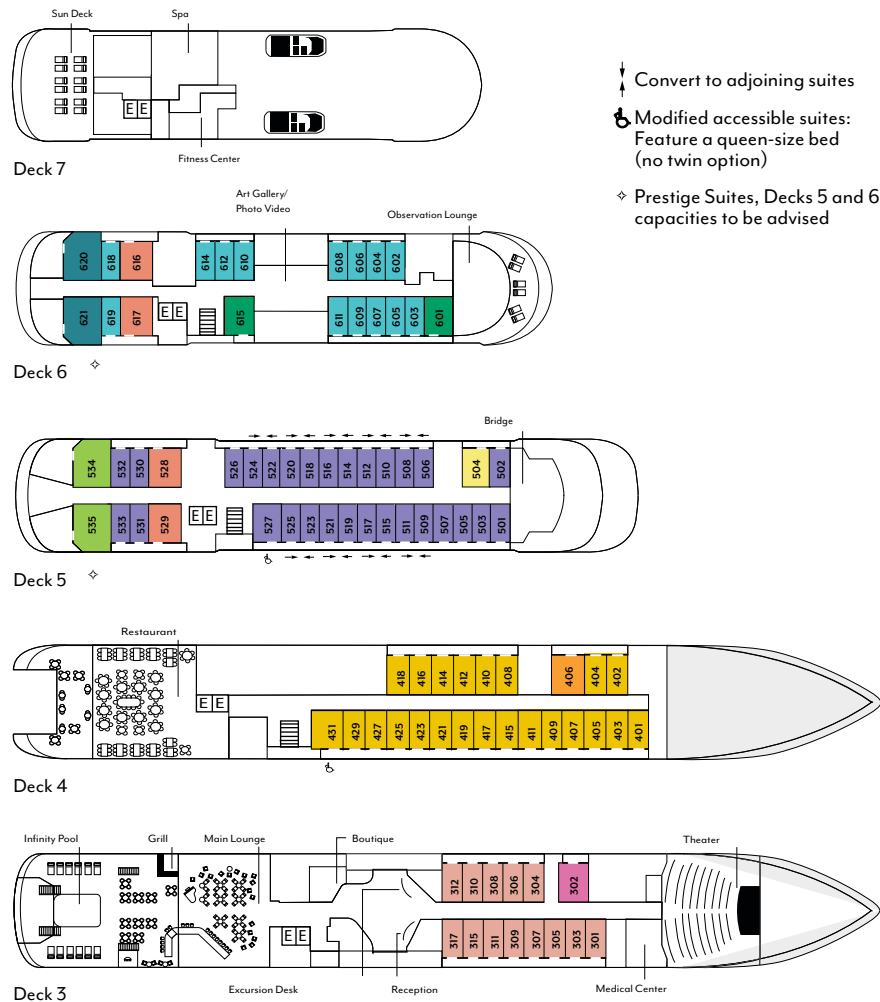 Sun Deck
Spa
E E
Fitness Center
Deck 7
Convert to adjoining suites
Modified accessible suites:
Feature a queen-size bed
(no twin option)
Prestige Suites, Decks 5 and 6
capacities to be advised
Art Gallery/
Photo Video
Observation Lounge
620 618 616 614 612 610 608 606 604 602
621 619 617 E E 615 611 609 607 605 603 601
Deck 6
Bridge
534 532 530 528 526 524 522 520 518 516 514 512 510 508 506 504 502
535 533 531 529 E E 527 525 523 521 519 517 515 511 509 507 505 503 501
Deck 5
Restaurant
418 416 414 412 410 408 406 404 402
E E 431 429 427 425 423 421 419 417 415 411 409 407 405 403 401
Deck 4
Infinity Pool
Grill
Main Lounge
Boutique
Theater
312 310 308 306 304 302
E E 317 315 311 309 307 305 303 301
Excursion Desk
Reception
Medical Center
Deck 3